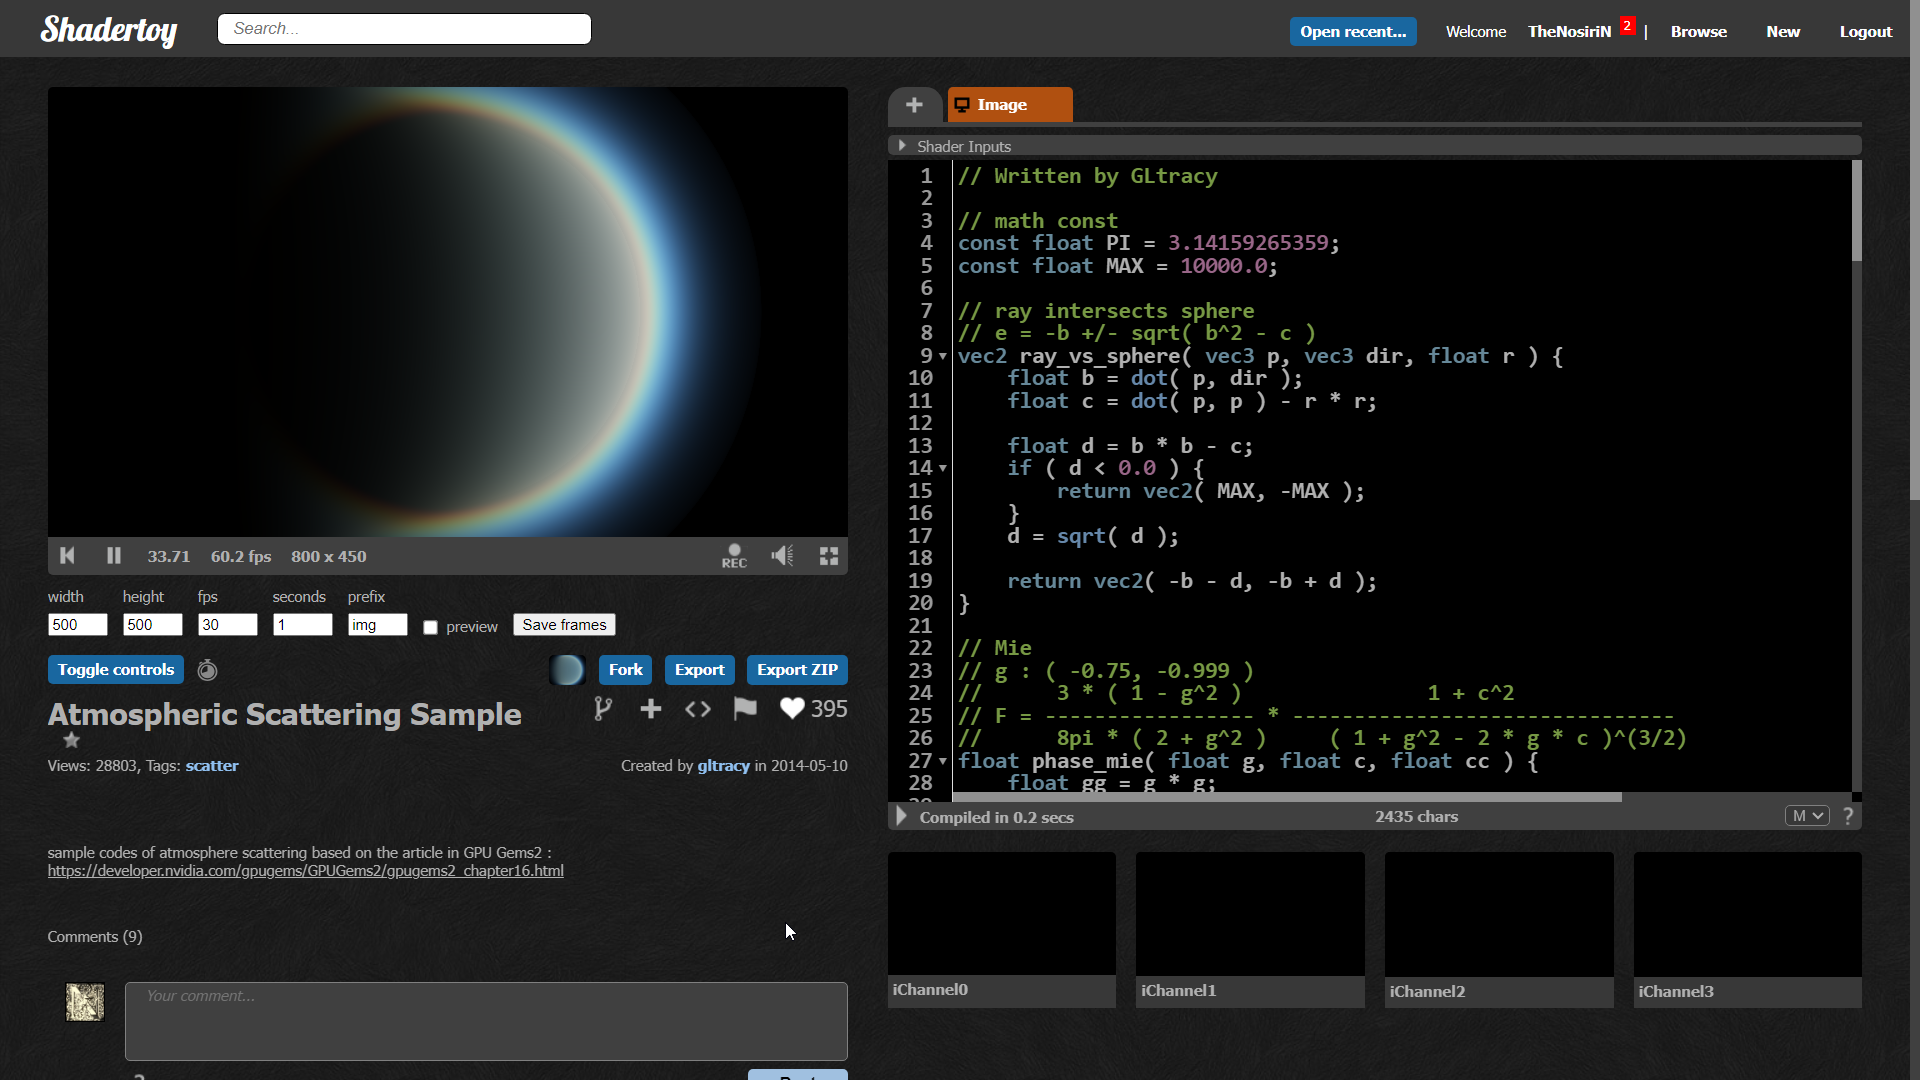 Shadertoy
Search...
Open recent...
Welcome TheNosiriN 2 |
Browse
New
Logout
33.71 60.2 fps 800 x 450
REC
width height fps seconds prefix
500 500 30 1 img preview Save frames
Toggle controls
Fork Export Export ZIP
Atmospheric Scattering Sample
395
Views: 28803, Tags: scatter
Created by gltracy in 2014-05-10
sample codes of atmosphere scattering based on the article in GPU Gems2 :
https://developer.nvidia.com/gpugems/GPUGems2/gpugems2_chapter16.html
Comments (9)
Your comment...
+ Image
Shader Inputs
1 // Written by GLtracy
2
3 // math const
4 const float PI = 3.14159265359;
5 const float MAX = 10000.0;
6
7 // ray intersects sphere
8 // e = -b +/- sqrt( b^2 - c )
9 vec2 ray_vs_sphere( vec3 p, vec3 dir, float r ) {
10 float b = dot( p, dir );
11 float c = dot( p, p ) - r * r;
12
13 float d = b * b - c;
14 if ( d < 0.0 ) {
15 return vec2( MAX, -MAX );
16 }
17 d = sqrt( d );
18
19 return vec2( -b - d, -b + d );
20 }
21
22 // Mie
23 // g : ( -0.75, -0.999 )
24 // 3 * ( 1 - g^2 ) 1 + c^2
25 // F = ----------------- * -------------------------------
26 // 8pi * ( 2 + g^2 ) ( 1 + g^2 - 2 * g * c )^(3/2)
27 float phase_mie( float g, float c, float cc ) {
28 float gg = g * g;
Compiled in 0.2 secs
2435 chars
M
?
iChannel0
iChannel1
iChannel2
iChannel3